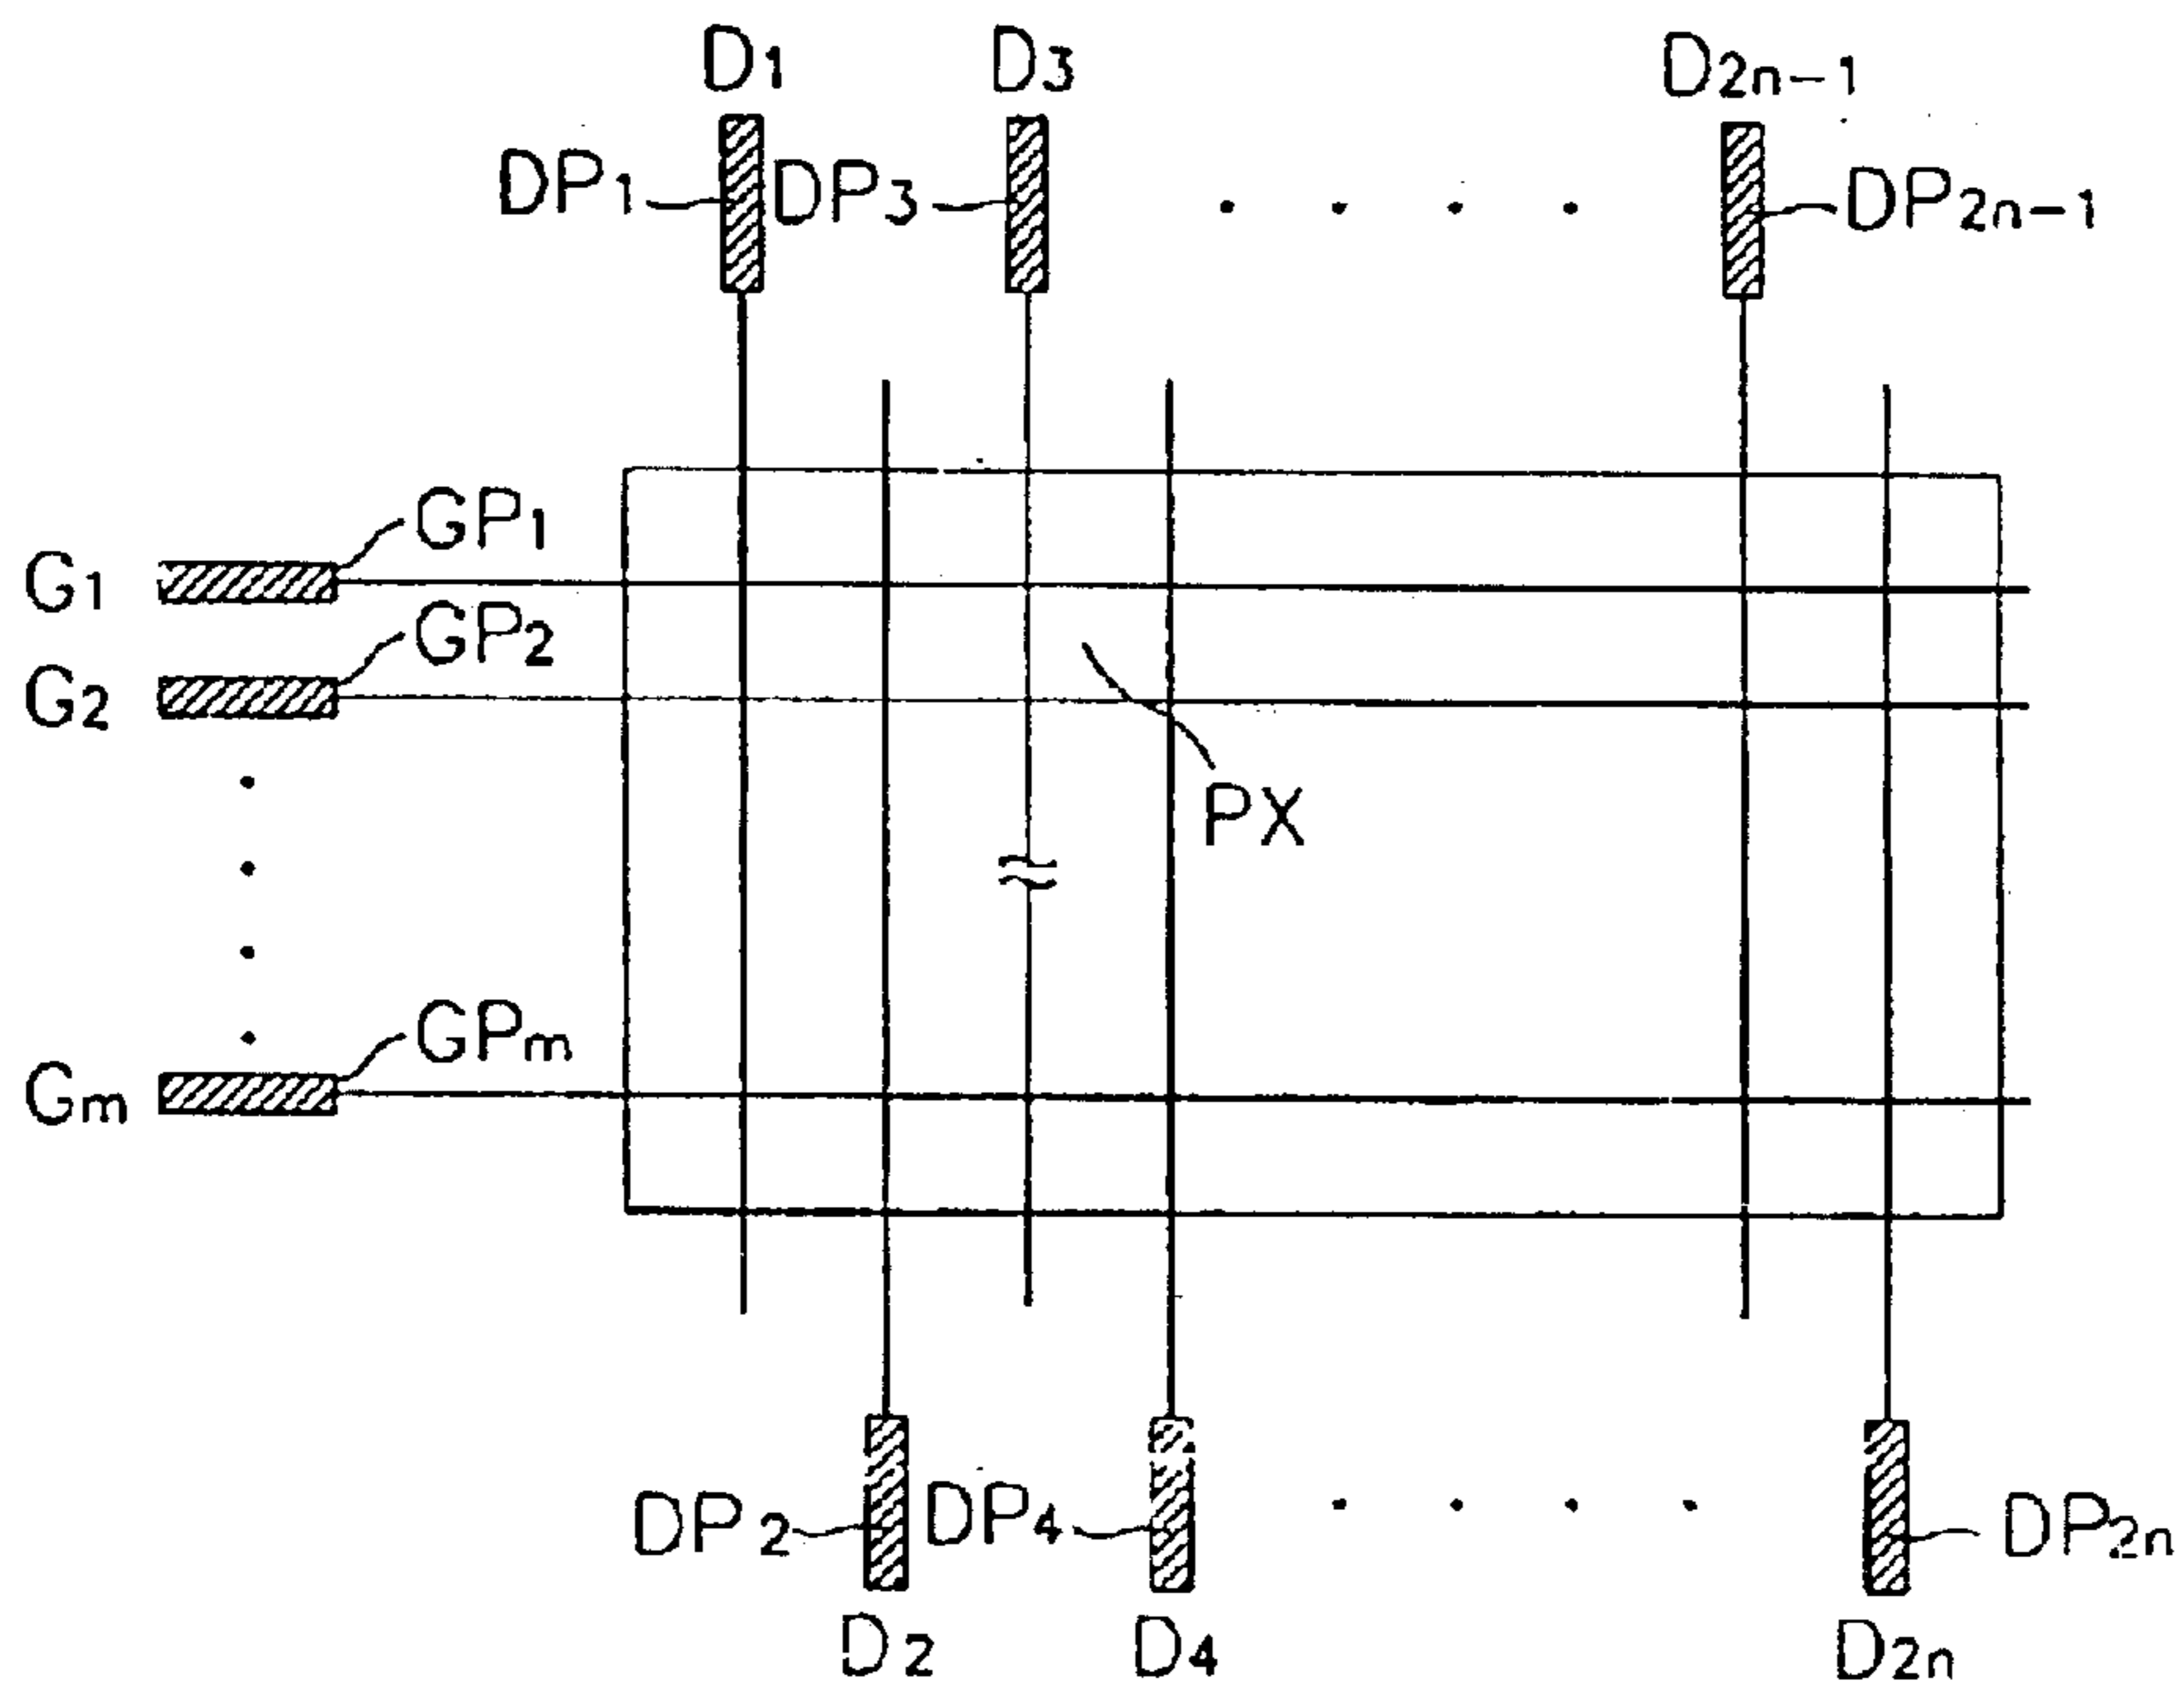 D1 D3 D2n-1
DP1 DP3 DP2n-1
GP1
G1
GP2
G2
PX
GPm
Gm
DP2 DP4 DP2n
D2 D4 D2n